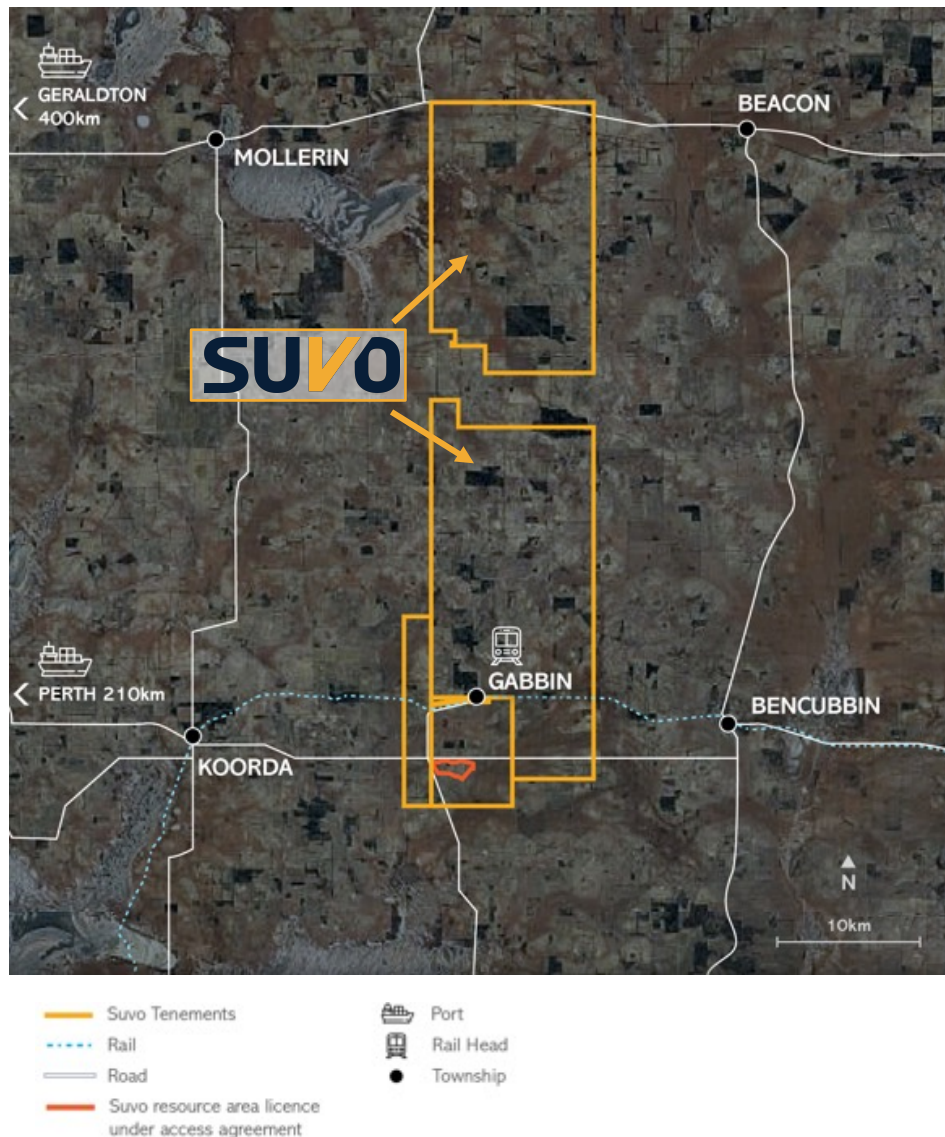 GERALDTON
400km
BEACON
MOLLERIN
SUVO
GABBIN
PERTH 210km
BENCUBBIN
KOORDA
N
10km
Suvo Tenements
Port
Rail
Rail Head
Road
Township
Suvo resource area licence
under access agreement